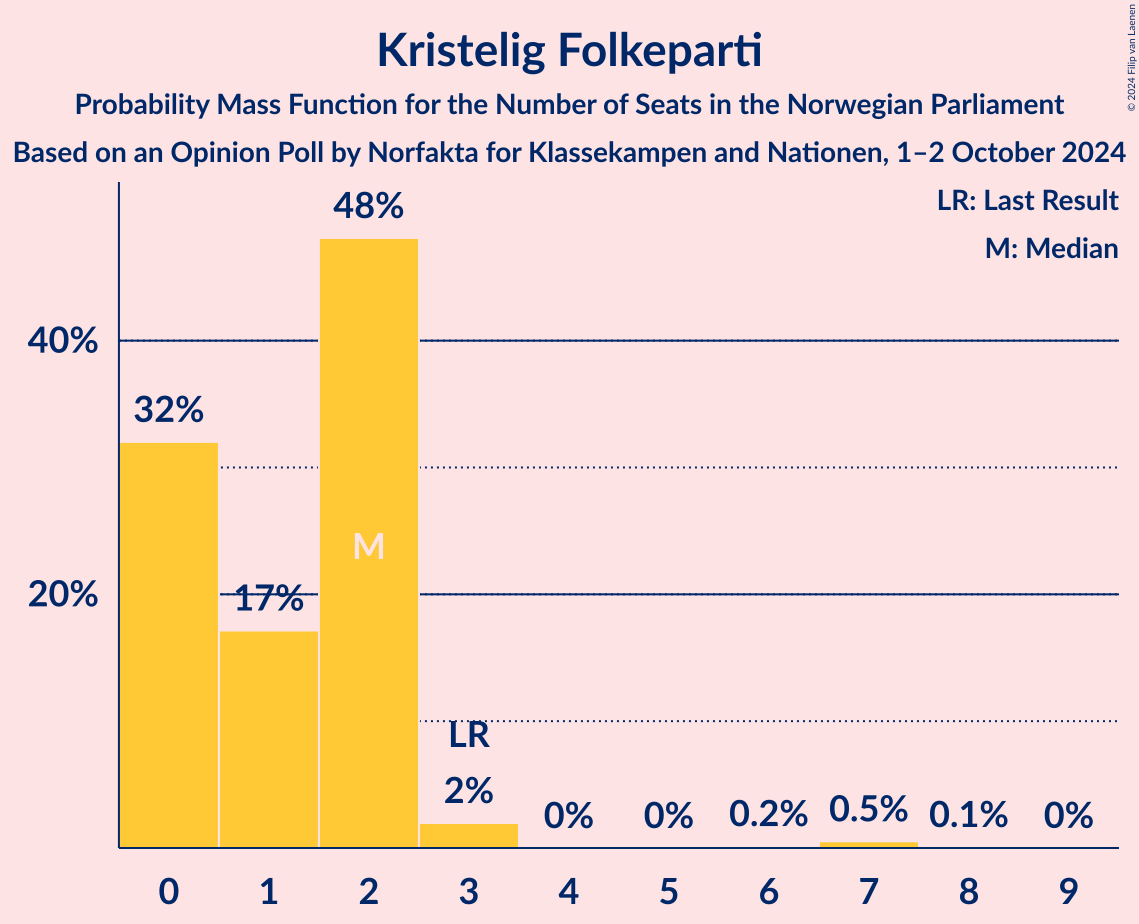 Kristelig Folkeparti
Probability Mass Function for the Number of Seats in the Norwegian Parliament
Based on an Opinion Poll by Norfakta for Klassekampen and Nationen, 1–2 October 2024
© 2024 Filip van Laenen
LR: Last Result
M: Median
48%
40%
32%
M
20%
17%
LR
2%
0%
0%
0.2%
0.5%
0.1%
0%
0 1 2 3 4 5 6 7 8 9